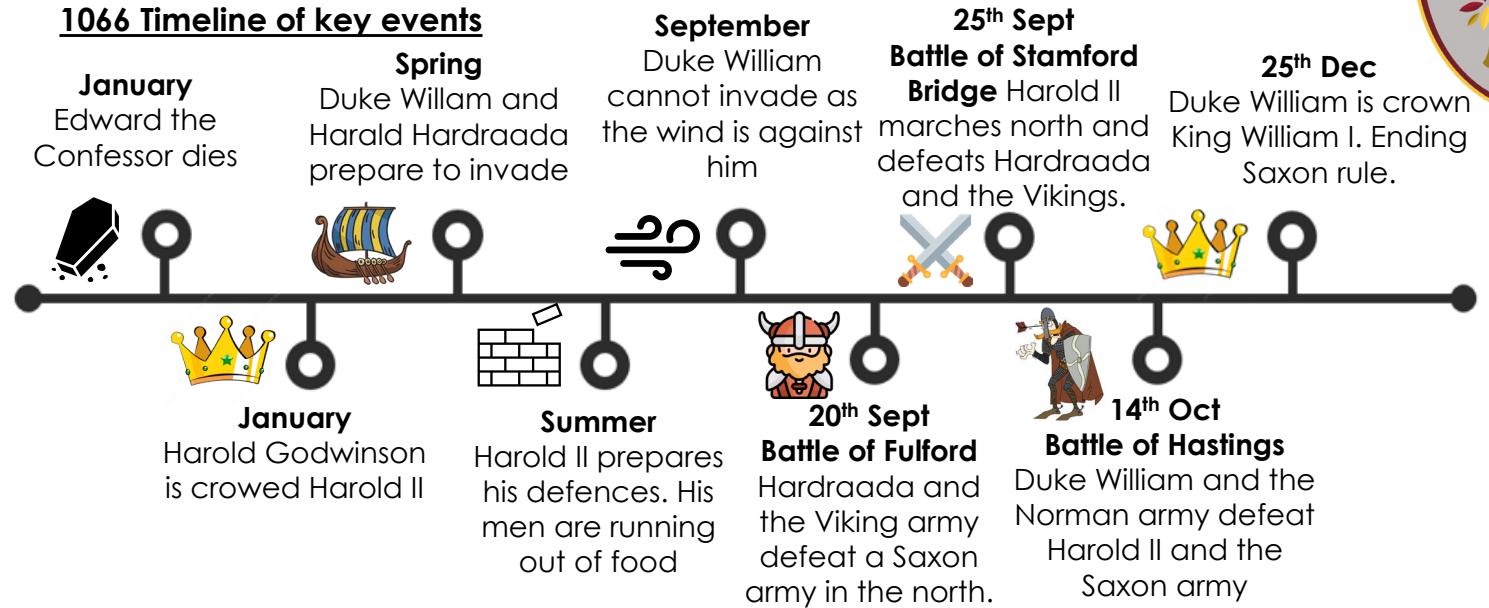 1066 Timeline of key events
January
Edward the
Confessor dies
January
Harold Godwinson
is crowed Harold II
Spring
Duke Willam and
Harald Hardraada
prepare to invade
Summer
Harold II prepares
his defences. His
men are running
out of food
September
Duke William
cannot invade as
the wind is against
him
20th Sept
Battle of Fulford
Hardraada and
the Viking army
defeat a Saxon
army in the north.
25th Sept
Battle of Stamford
Bridge Harold II
marches north and
defeats Hardraada
and the Vikings.
14th Oct
Battle of Hastings
Duke William and the
Norman army defeat
Harold II and the
Saxon army
25th Dec
Duke William is crown
King William I. Ending
Saxon rule.